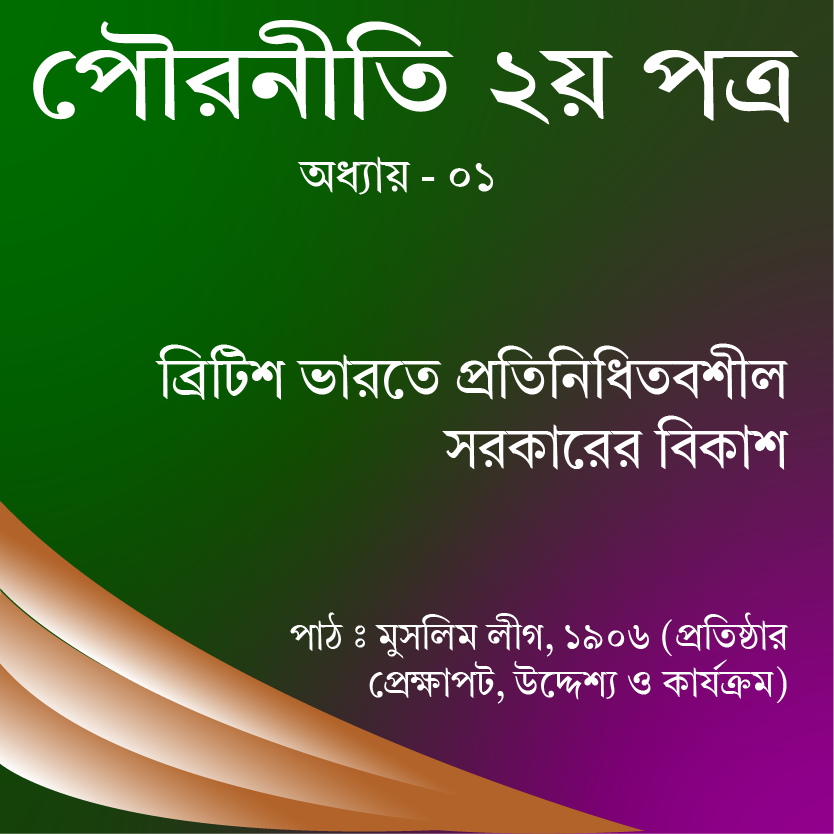 পৌরনীতি ২য় পত্র
অধ্যায় - ০১
ব্রিটিশ ভারতে প্রতিনিধিতবশীল
সরকারের বিকাশ
পাঠ ঃ মুসলিম লীগ, ১৯০৬ (প্রতিষ্ঠার
প্রেক্ষাপট, উদ্দেশ্য ও কার্যক্রম)